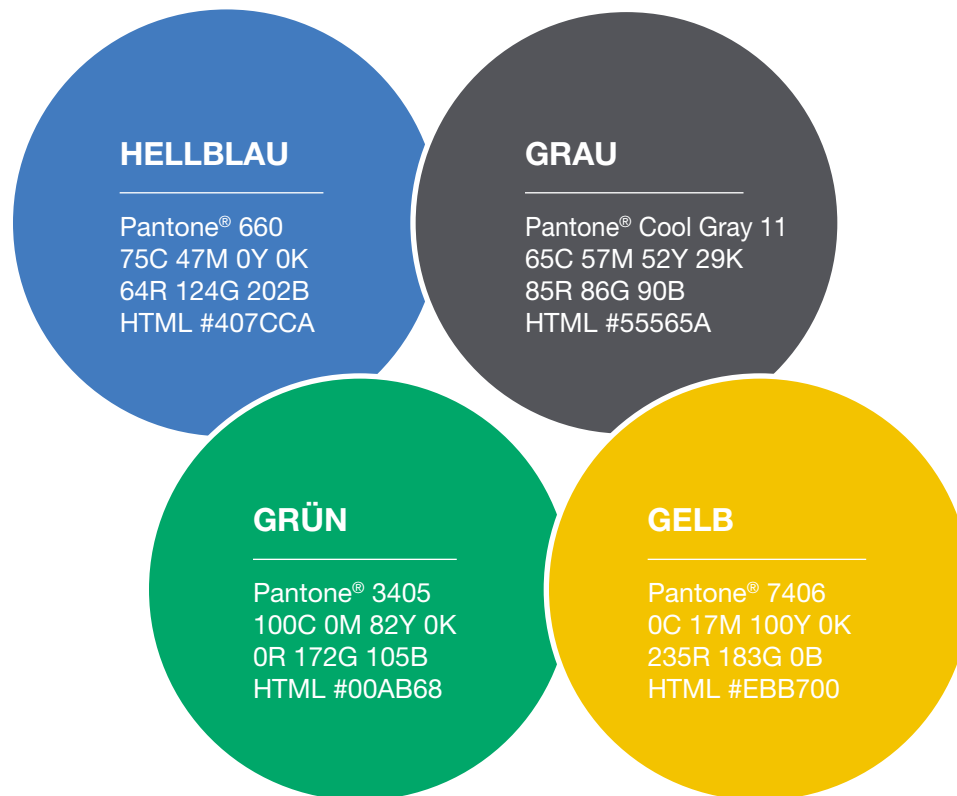 HELLBLAU
Pantone® 660
75C 47M 0Y 0K
64R 124G 202B
HTML #407CCA
GRAU
Pantone® Cool Gray 11
65C 57M 52Y 29K
85R 86G 90B
HTML #55565A
GRÜN
Pantone® 3405
100C 0M 82Y 0K
0R 172G 105B
HTML #00AB68
GELB
Pantone® 7406
0C 17M 100Y 0K
235R 183G 0B
HTML #EBB700